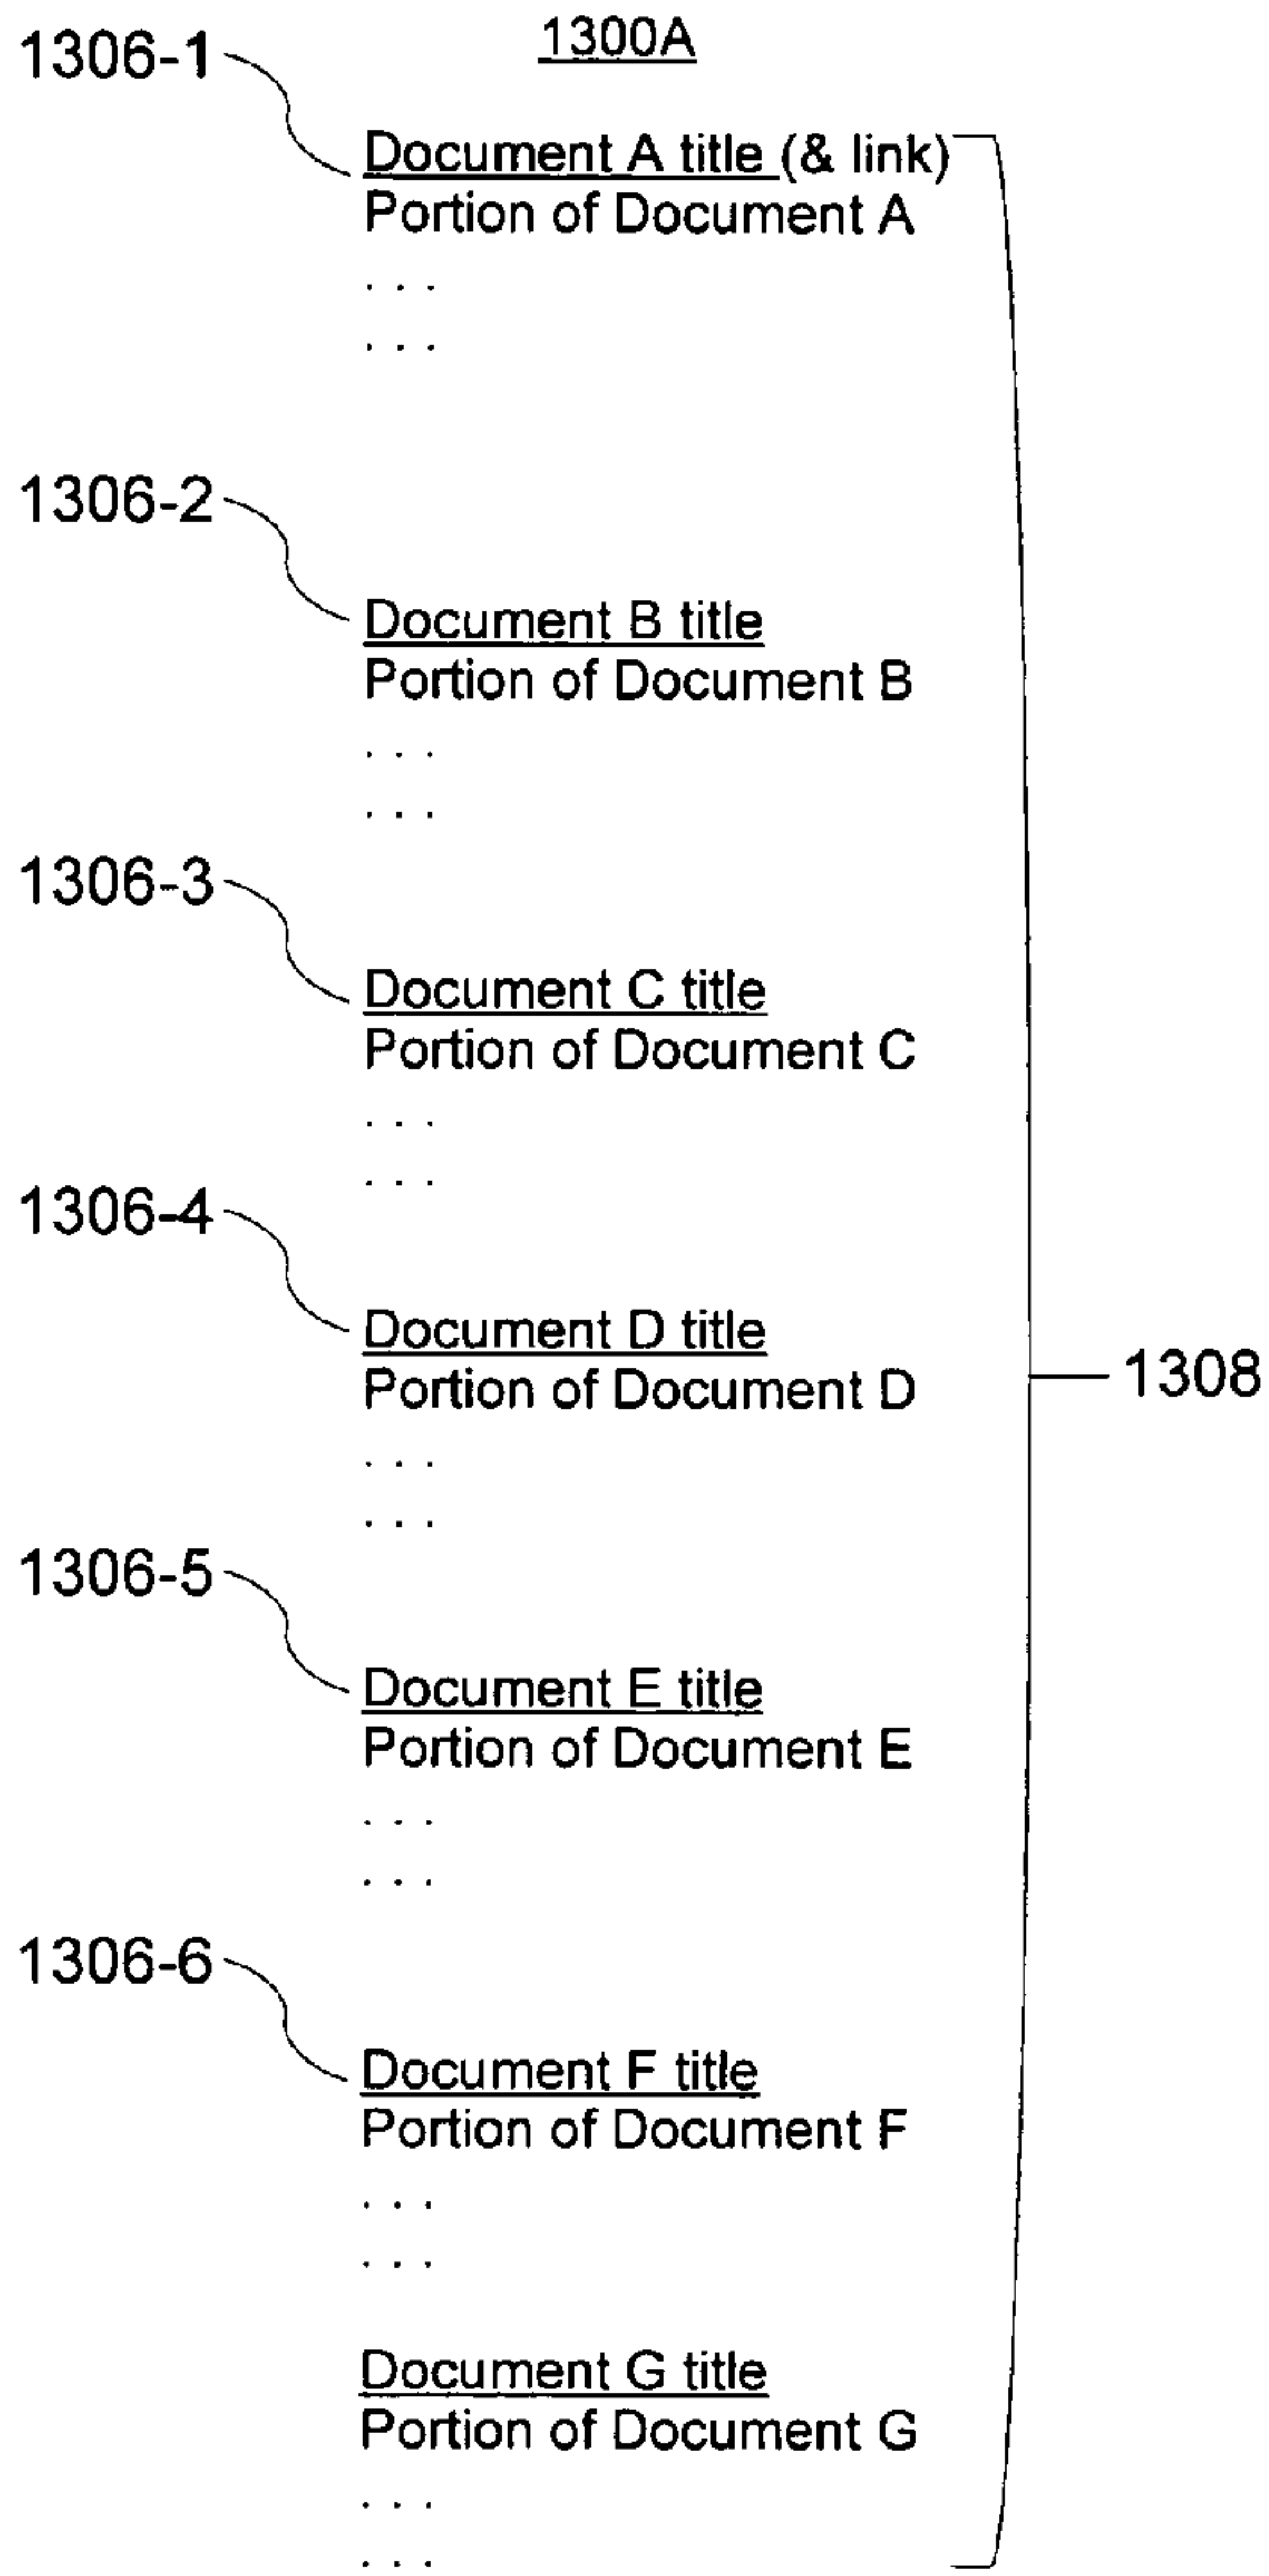 1300A
1306-1
Document A title (& link)
Portion of Document A
. . .
. . .
1306-2
Document B title
Portion of Document B
. . .
. . .
1306-3
Document C title
Portion of Document C
. . .
. . .
1306-4
Document D title
Portion of Document D
. . .
. . .
1308
1306-5
Document E title
Portion of Document E
. . .
. . .
1306-6
Document F title
Portion of Document F
. . .
. . .
Document G title
Portion of Document G
. . .
. . .